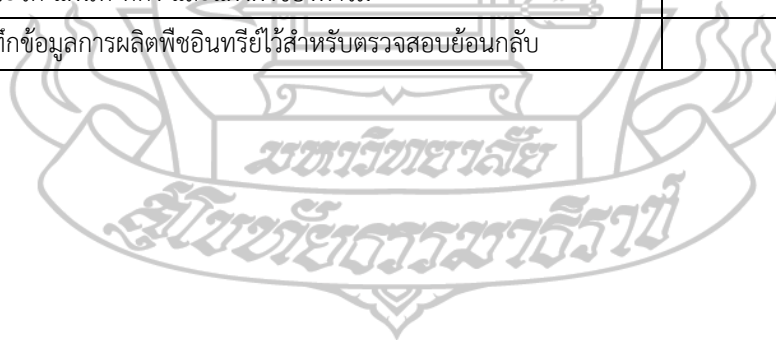 ึกข้อมูลการผลิตพืชอินทรีย์ไว้สำหรับตรวจสอบย้อนกลับ
มหาวิทยาลัย
สุโขทัยธรรมาธิราช